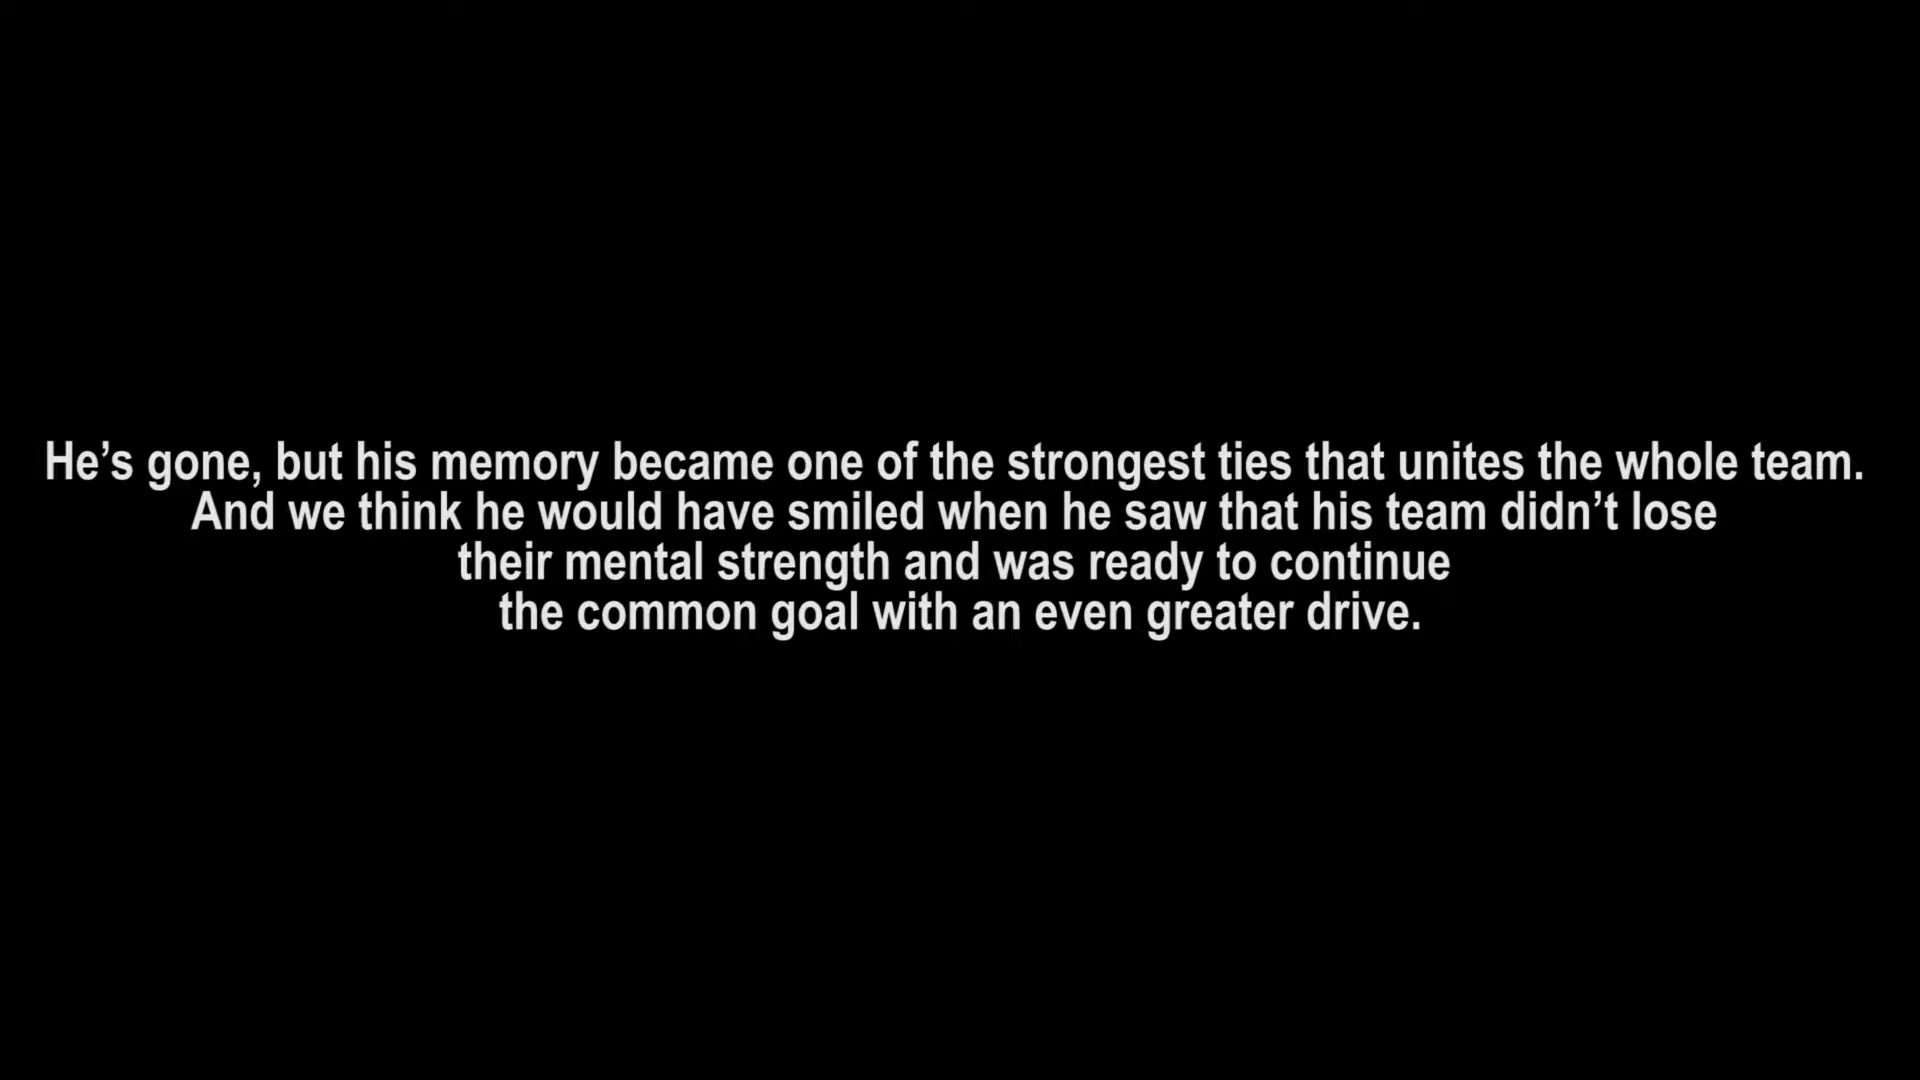 He’s gone, but his memory became one of the strongest ties that unites the whole team.
And we think he would have smiled when he saw that his team didn’t lose
their mental strength and was ready to continue
the common goal with an even greater drive.